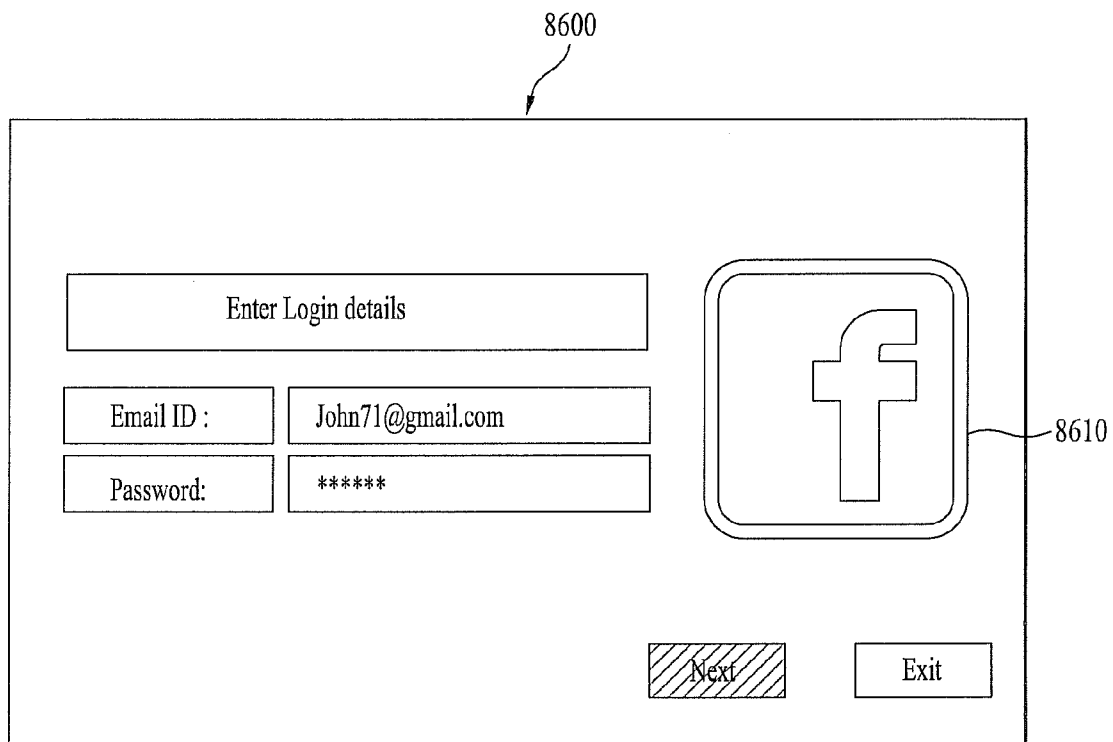 8600
Enter Login details
Email ID :
John71@gmail.com
Password:
******
f
8610
Next
Exit